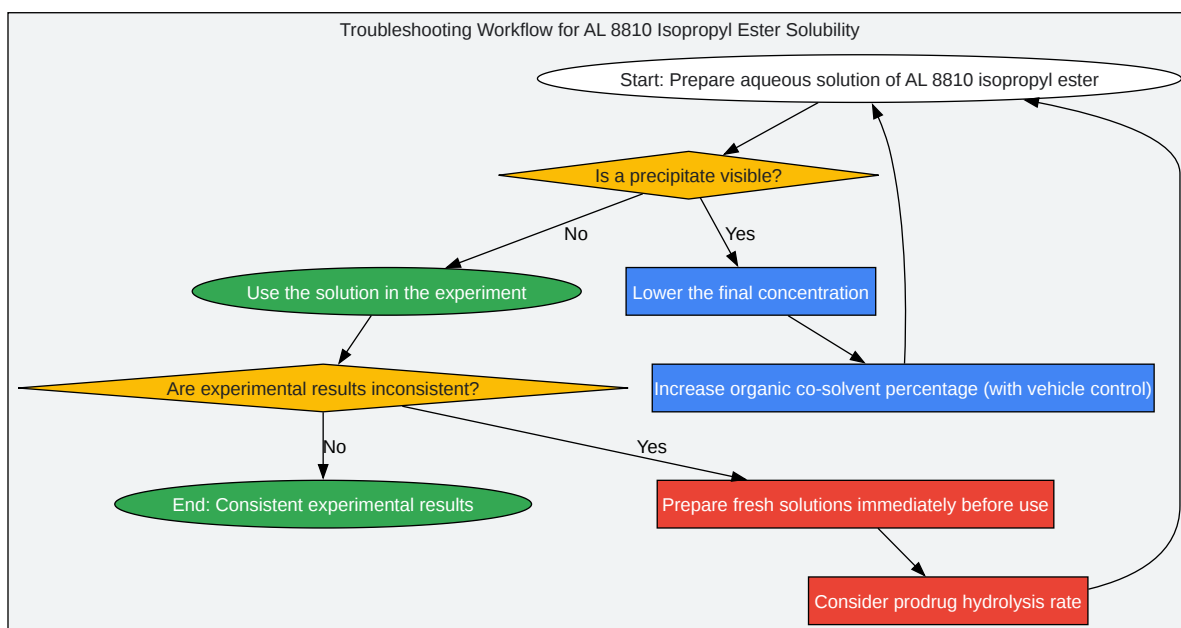 Troubleshooting Workflow for AL 8810 Isopropyl Ester Solubility
Start: Prepare aqueous solution of AL 8810 isopropyl ester
Is a precipitate visible?
No
Yes
Use the solution in the experiment
Lower the final concentration
Are experimental results inconsistent?
Increase organic co-solvent percentage (with vehicle control)
No
Yes
End: Consistent experimental results
Prepare fresh solutions immediately before use
Consider prodrug hydrolysis rate